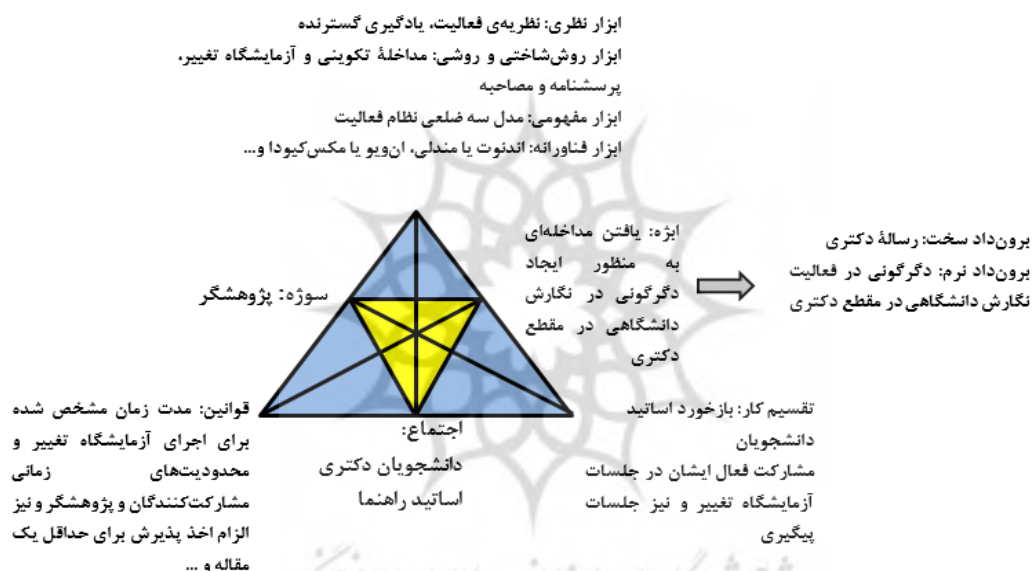 ابزار نظری: نظریه‌ی فعالیت، یادگیری گسترنده
ابزار روش‌شاختی و روشی: مداخلهٔ تکوینی و آزمایشگاه تغییر،
پرسشنامه و مصاحبه
ابزار مفهومی: مدل سه ضلعی نظام فعالیت
ابزار فناورانه: اندنوت یا مندلی، ان‌ویو یا مکس‌کیودا و...
سوژه: پژوهشگر
ابژه: یافتن مداخله‌ای
به منظور ایجاد
دگرگونی در نگارش
دانشگاهی در مقطع
دکتری
برون‌داد سخت: رسالهٔ دکتری
برون‌داد نرم: دگرگونی در فعالیت
نگارش دانشگاهی در مقطع دکتری
تقسیم کار: بازخورد اساتید
دانشجویان
مشارکت فعال ایشان در جلسات
آزمایشگاه تغییر و نیز جلسات
پیگیری
اجتماع:
دانشجویان دکتری
اساتید راهنما
قوانین: مدت زمان مشخص شده
برای اجرای آزمایشگاه تغییر و
محدودیت‌های زمانی
مشارکت‌کنندگان و پژوهشگر و نیز
الزام اخذ پذیرش برای حداقل یک
مقاله و ...